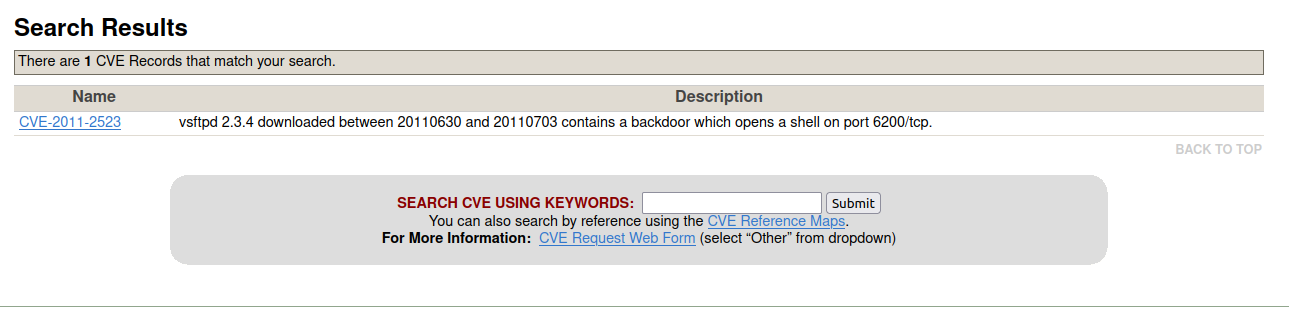 Search Results
There are 1 CVE Records that match your search.
Name Description
CVE-2011-2523 vsftpd 2.3.4 downloaded between 20110630 and 20110703 contains a backdoor which opens a shell on port 6200/tcp.
BACK TO TOP
SEARCH CVE USING KEYWORDS: Submit
You can also search by reference using the CVE Reference Maps.
For More Information: CVE Request Web Form (select “Other” from dropdown)